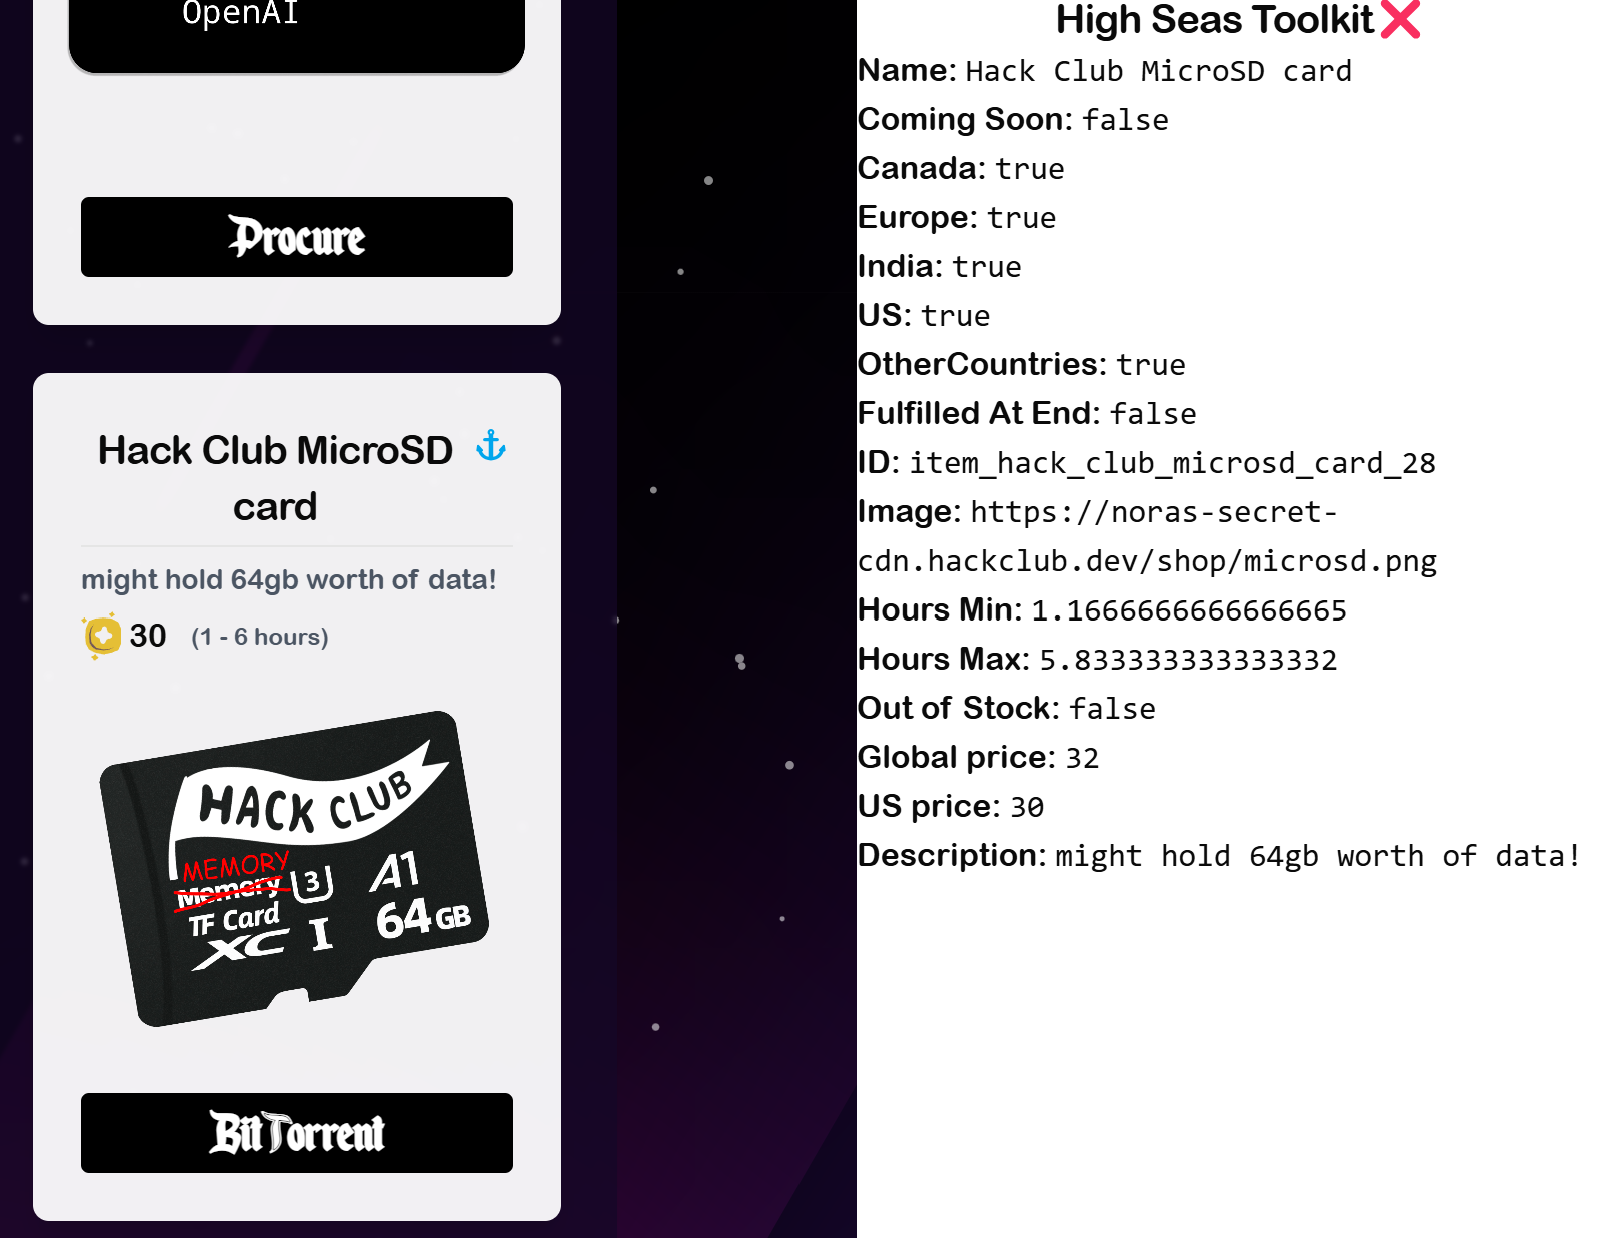 OpenAI
Procure
Hack Club MicroSD
card
might hold 64gb worth of data!
30 (1 - 6 hours)
HACK CLUB
MEMORY
Memory
TF Card
3
A1
XC I
64GB
BitTorrent
High Seas Toolkit❌
Name: Hack Club MicroSD card
Coming Soon: false
Canada: true
Europe: true
India: true
US: true
OtherCountries: true
Fulfilled At End: false
ID: item_hack_club_microsd_card_28
Image: https://noras-secret-
cdn.hackclub.dev/shop/microsd.png
Hours Min: 1.1666666666666665
Hours Max: 5.833333333333332
Out of Stock: false
Global price: 32
US price: 30
Description: might hold 64gb worth of data!